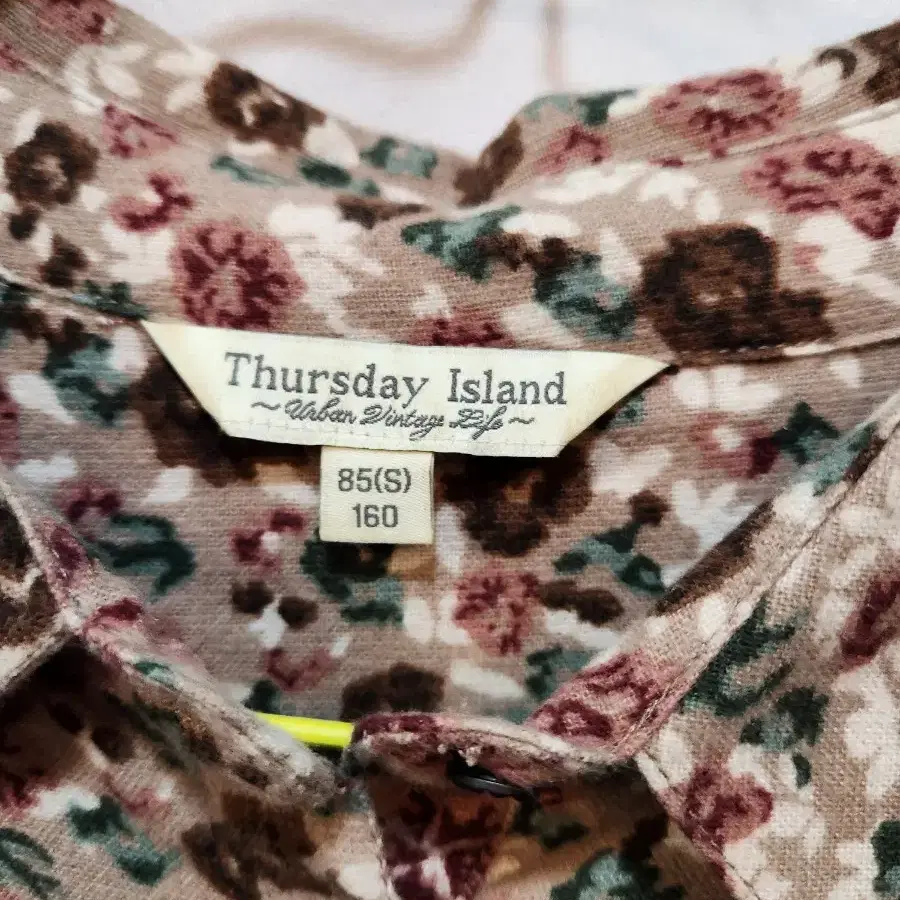 Thursday Island
~Urban Vintage Life~
85(S)
160